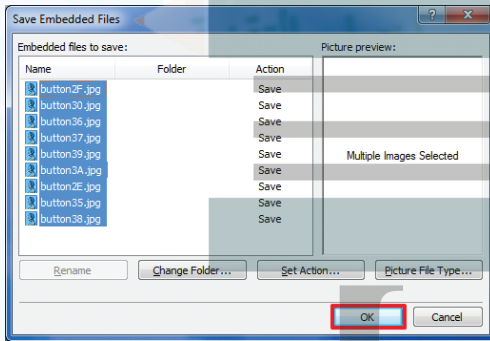 Save Embedded Files
Embedded files to save:
Picture preview:
Name Folder Action
button2F.jpg Save
button30.jpg Save
button36.jpg Save
button37.jpg Save
button39.jpg Save
button3A.jpg Save
button2E.jpg Save
button35.jpg Save
button38.jpg Save
Multiple Images Selected
Rename Change Folder... Set Action... Picture File Type...
OK Cancel